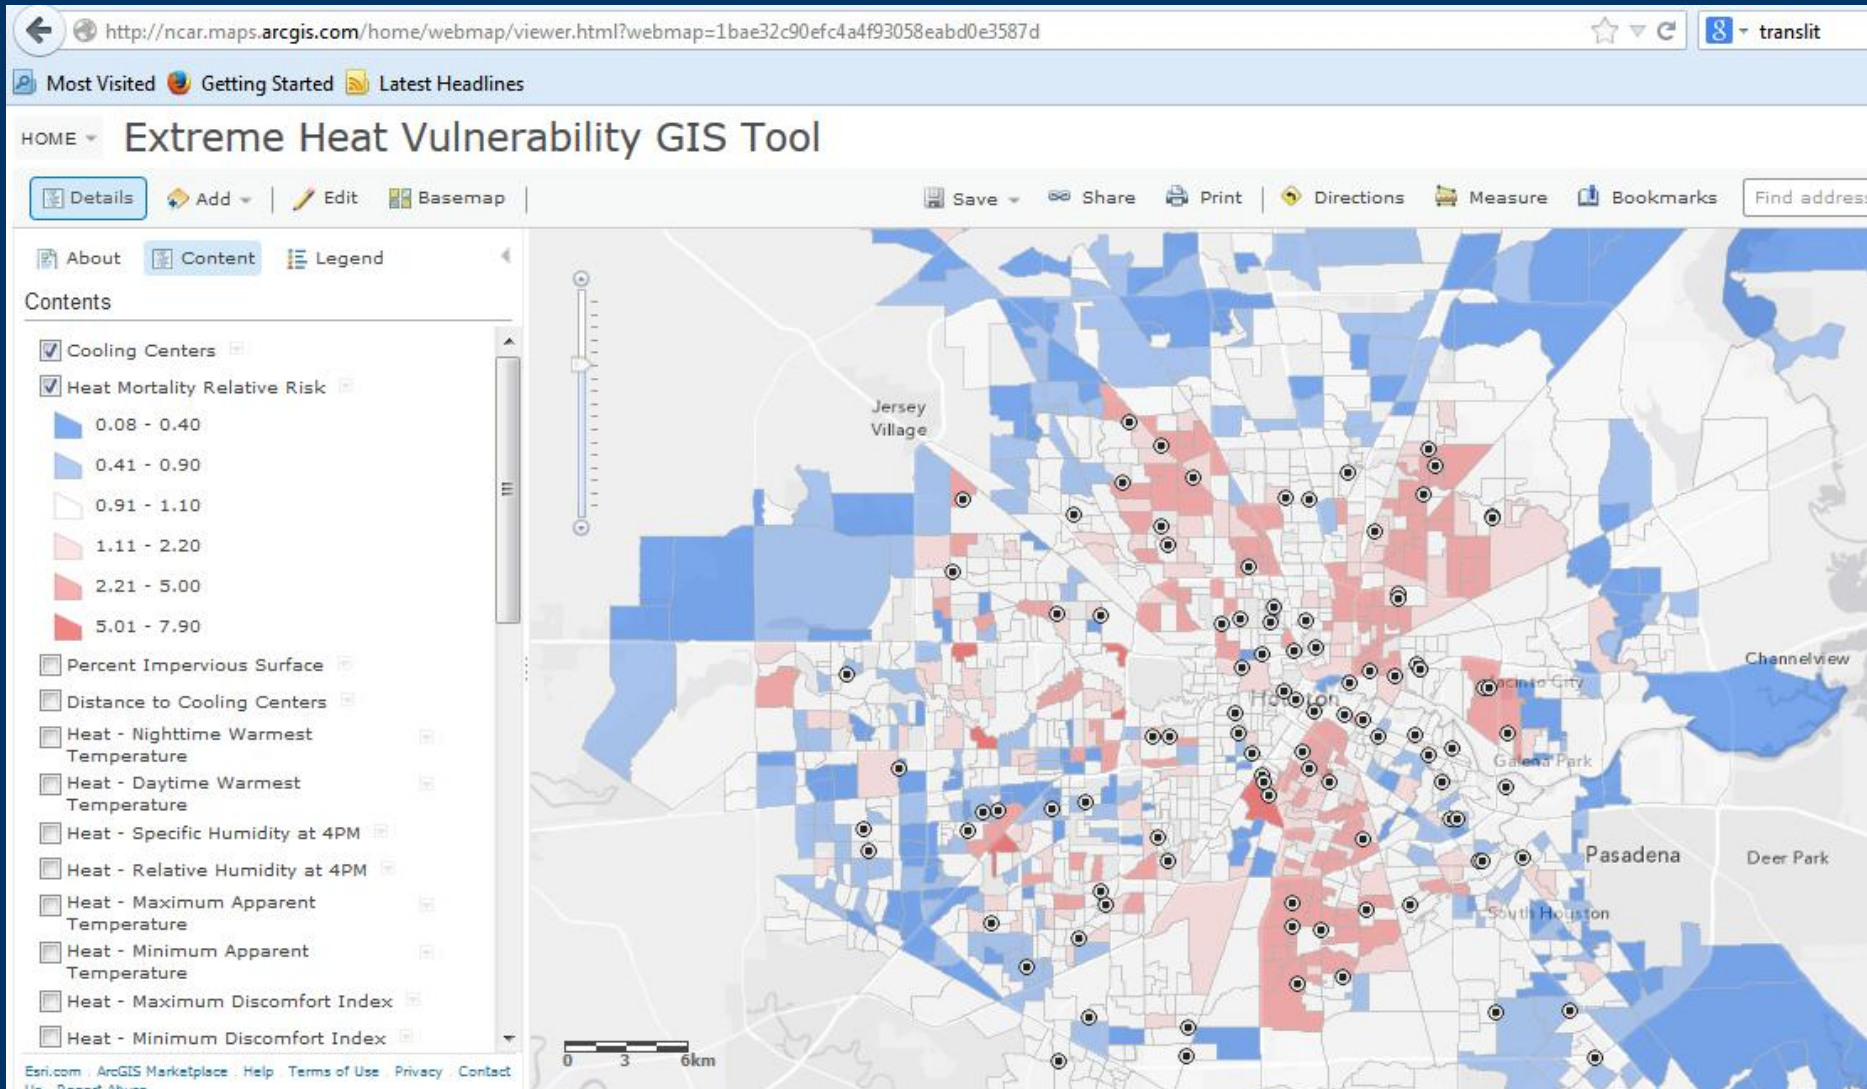 http://ncar.maps.arcgis.com/home/webmap/viewer.html?webmap=1bae32c90efc4a4f93058eabd0e3587d
8
translit
Most Visited
Getting Started
Latest Headlines
HOME
Extreme Heat Vulnerability GIS Tool
Details
Add
Edit
Basemap
Save
Share
Print
Directions
Measure
Bookmarks
Find address
About
Content
Legend
Contents
Cooling Centers
Heat Mortality Relative Risk
0.08 - 0.40
0.41 - 0.90
0.91 - 1.10
1.11 - 2.20
2.21 - 5.00
5.01 - 7.90
Percent Impervious Surface
Distance to Cooling Centers
Heat - Nighttime Warmest
Temperature
Heat - Daytime Warmest
Temperature
Heat - Specific Humidity at 4PM
Heat - Relative Humidity at 4PM
Heat - Maximum Apparent
Temperature
Heat - Minimum Apparent
Temperature
Heat - Maximum Discomfort Index
Heat - Minimum Discomfort Index
Esri.com . ArcGIS Marketplace . Help . Terms of Use . Privacy . Contact
Jersey
Village
Channelview
Jacinto City
Houston
Galena Park
Pasadena
Deer Park
South Houston
0 3 6km